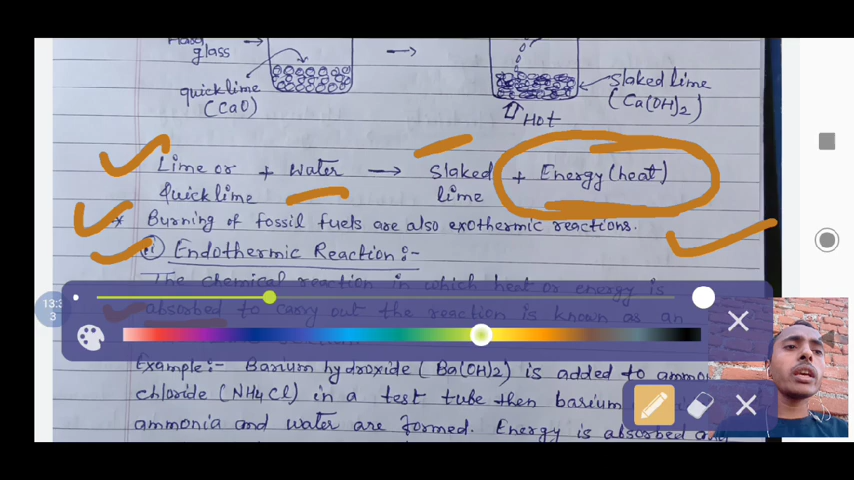 Hard
glass
quicklime
(CaO)
slaked lime
(Ca(OH)2)
Hot
Lime or + water → Slaked + Energy (heat)
quicklime lime
* Burning of fossil fuels are also exothermic reactions.
(ii) Endothermic Reaction:-
The chemical reaction in which heat or energy is
absorbed to carry out the reaction is known as an
Example:- Barium hydroxide (Ba(OH)2) is added to
chloride (NH4Cl) in a test tube then barium
ammonia and water are formed. Energy is absorbed and